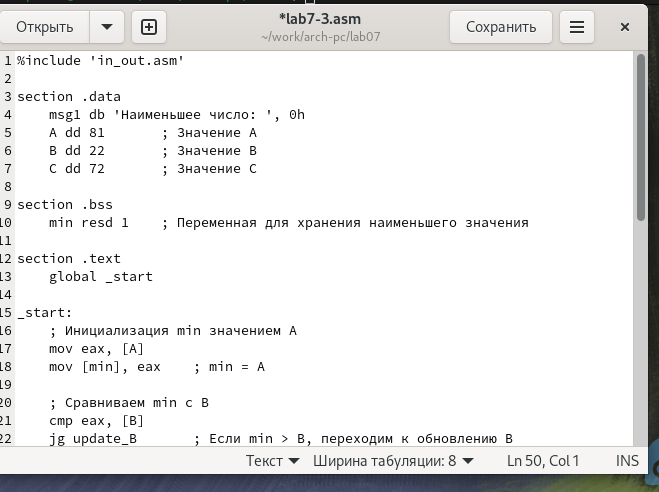 Открыть
*lab7-3.asm
~/work/arch-pc/lab07
Сохранить
1 %include 'in_out.asm'
2
3 section .data
4     msg1 db 'Наименьшее число: ', 0h
5     A dd 81       ; Значение A
6     B dd 22       ; Значение B
7     C dd 72       ; Значение C
8
9 section .bss
10     min resd 1    ; Переменная для хранения наименьшего значения
11
12 section .text
13     global _start
14
15 _start:
16     ; Инициализация min значением A
17     mov eax, [A]
18     mov [min], eax    ; min = A
19
20     ; Сравниваем min с B
21     cmp eax, [B]
22     jg update_B       ; Если min > B, переходим к обновлению B
Текст Ширина табуляции: 8 Ln 50, Col 1 INS